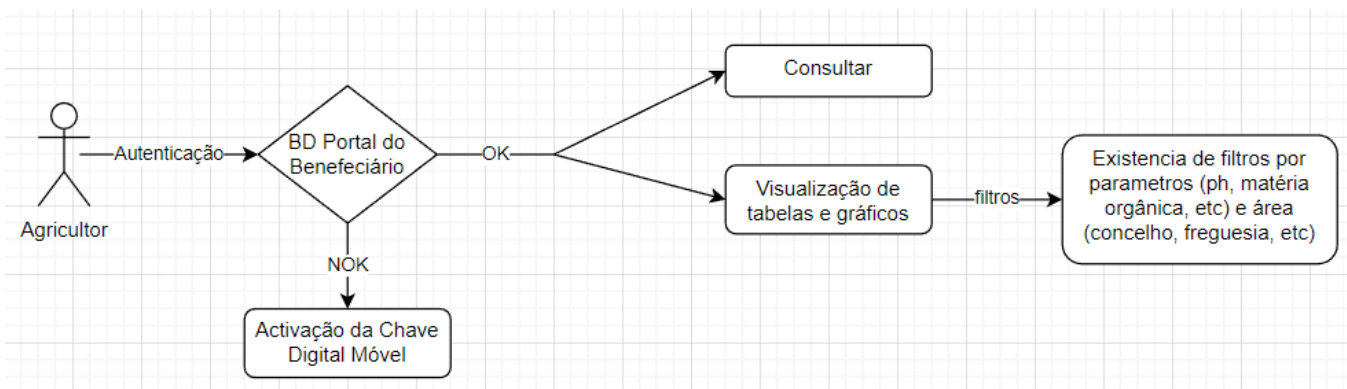 Agricultor
Autenticação
BD Portal do
Benefeciário
OK
NOK
Activação da Chave
Digital Móvel
Consultar
Visualização de
tabelas e gráficos
filtros
Existencia de filtros por
parametros (ph, matéria
orgânica, etc) e área
(concelho, freguesia, etc)